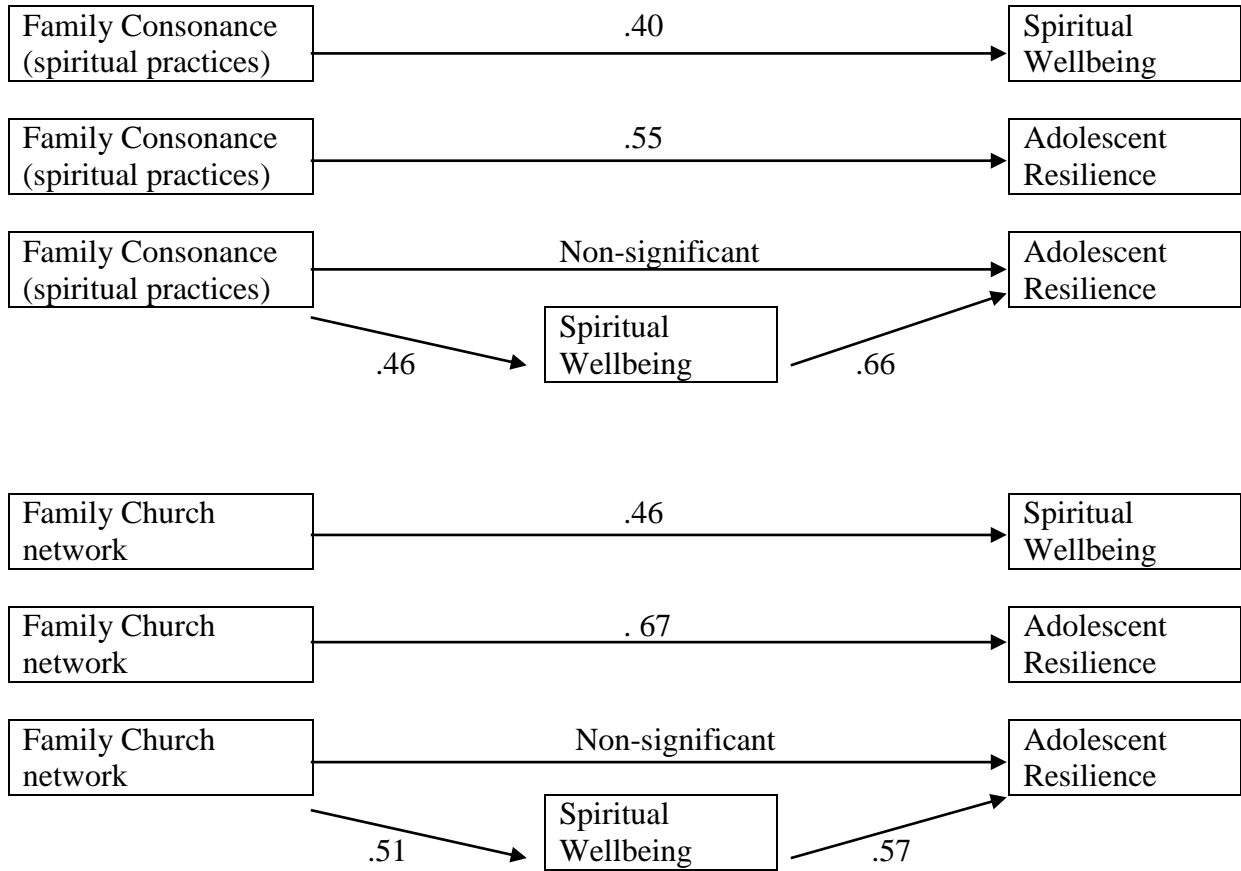 Family Consonance
(spiritual practices)
.40
Spiritual
Wellbeing
Family Consonance
(spiritual practices)
.55
Adolescent
Resilience
Family Consonance
(spiritual practices)
Non-significant
Adolescent
Resilience
Spiritual
Wellbeing
.46
.66
Family Church
network
.46
Spiritual
Wellbeing
Family Church
network
. 67
Adolescent
Resilience
Family Church
network
Non-significant
Adolescent
Resilience
Spiritual
Wellbeing
.51
.57